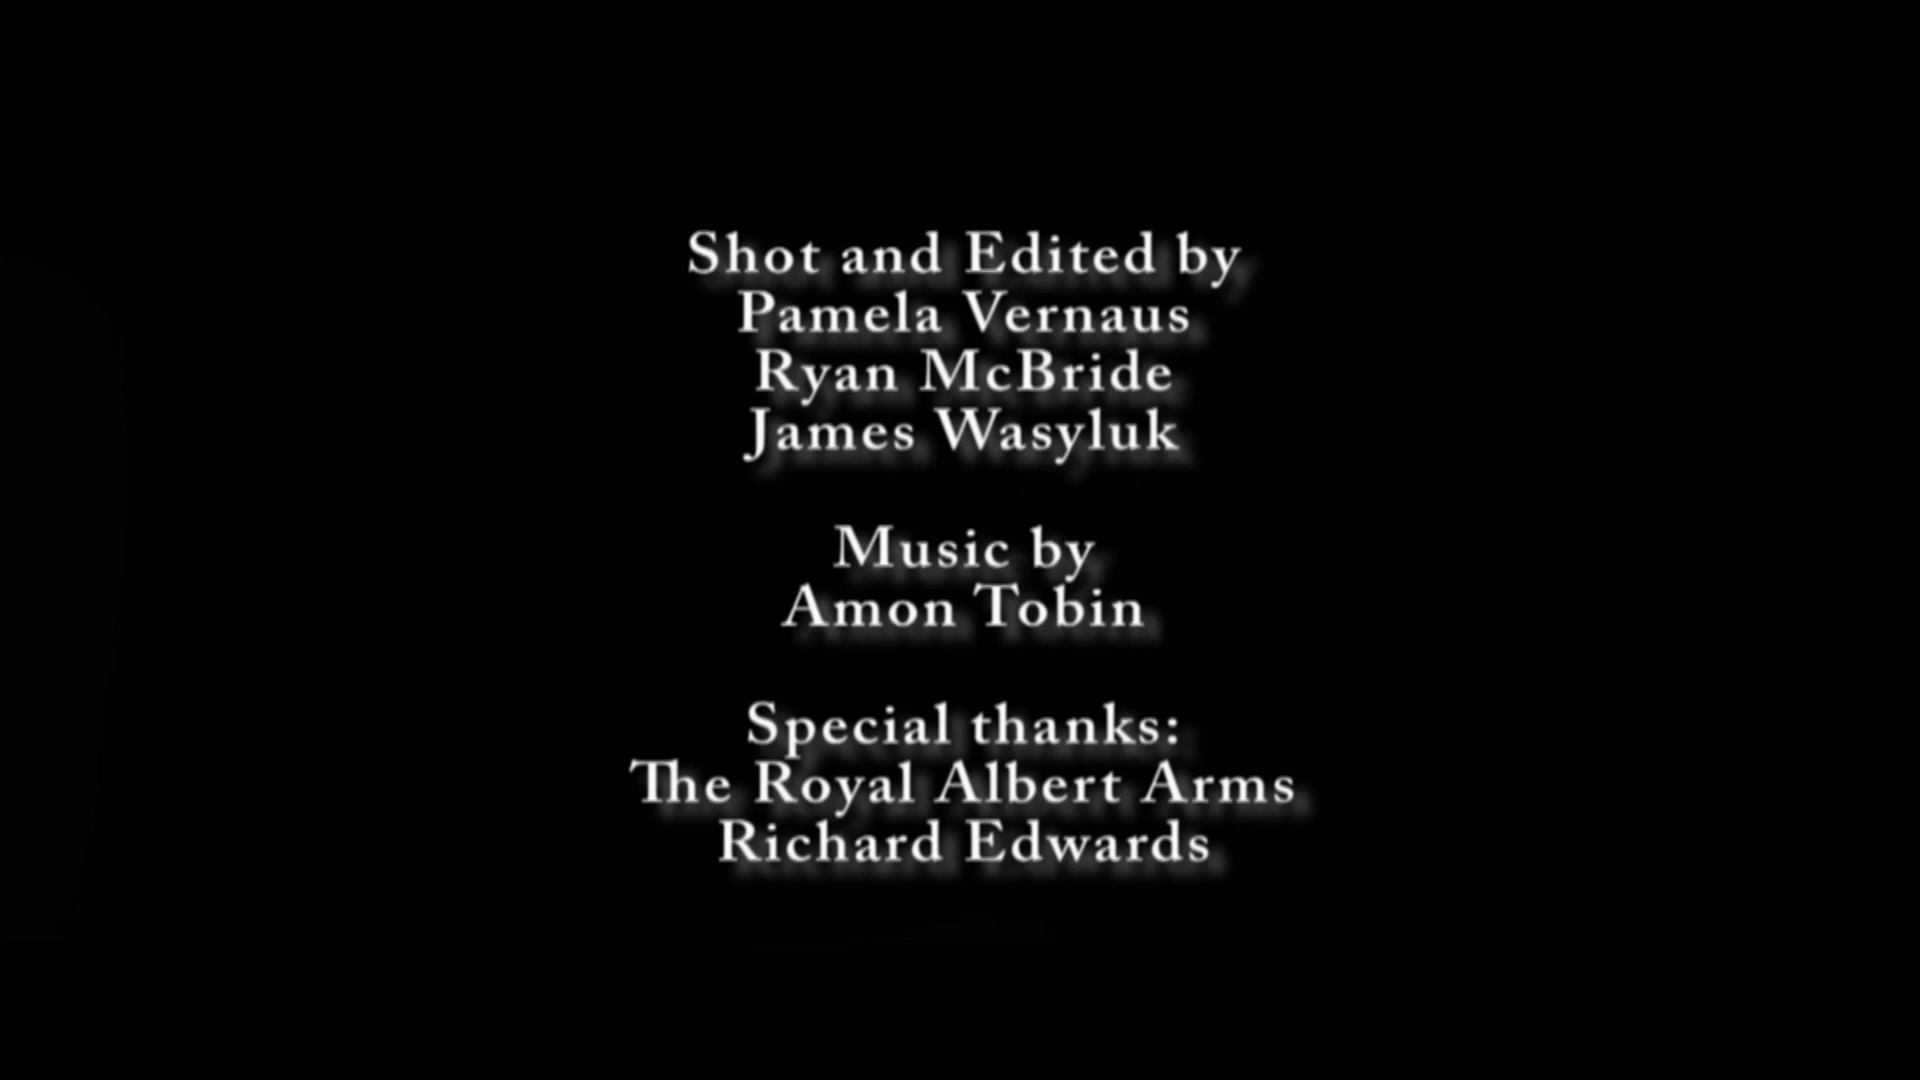 Shot and Edited by
Pamela Vernaus
Ryan McBride
James Wasyluk
Music by
Amon Tobin
Special thanks:
The Royal Albert Arms
Richard Edwards